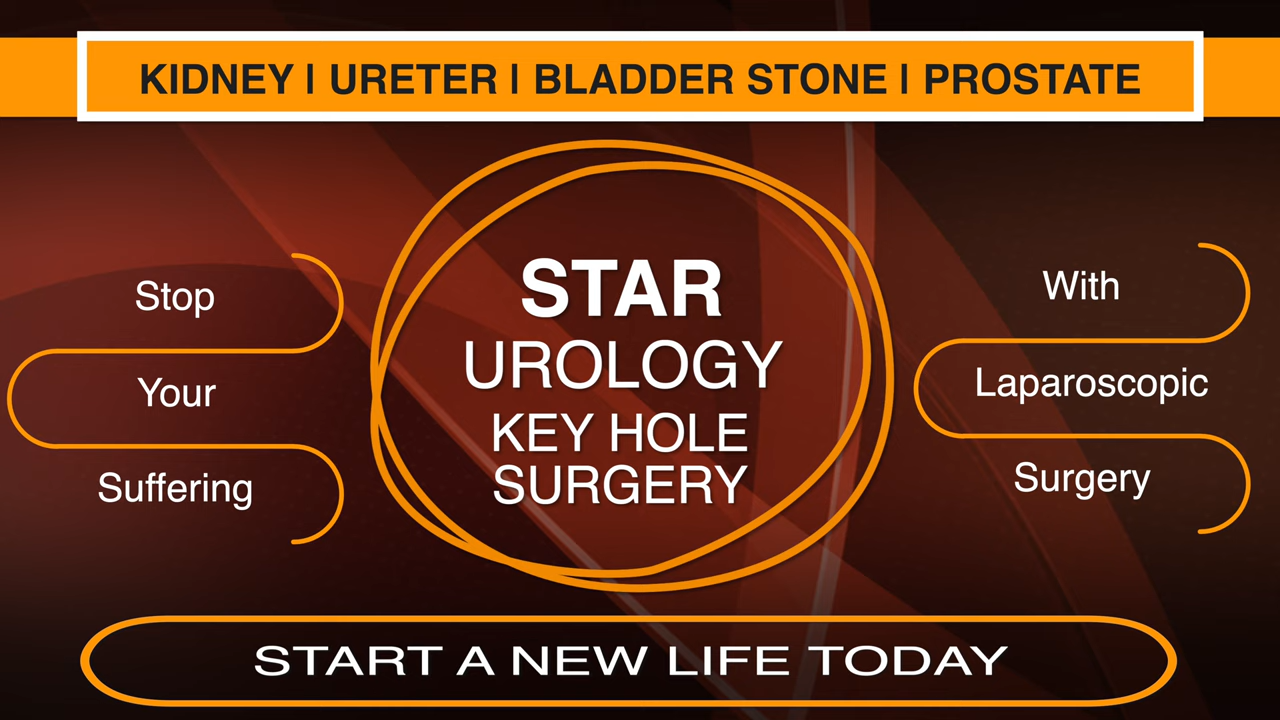 KIDNEY | URETER | BLADDER STONE | PROSTATE
Stop
Your
Suffering
STAR
UROLOGY
KEY HOLE
SURGERY
With
Laparoscopic
Surgery
START A NEW LIFE TODAY